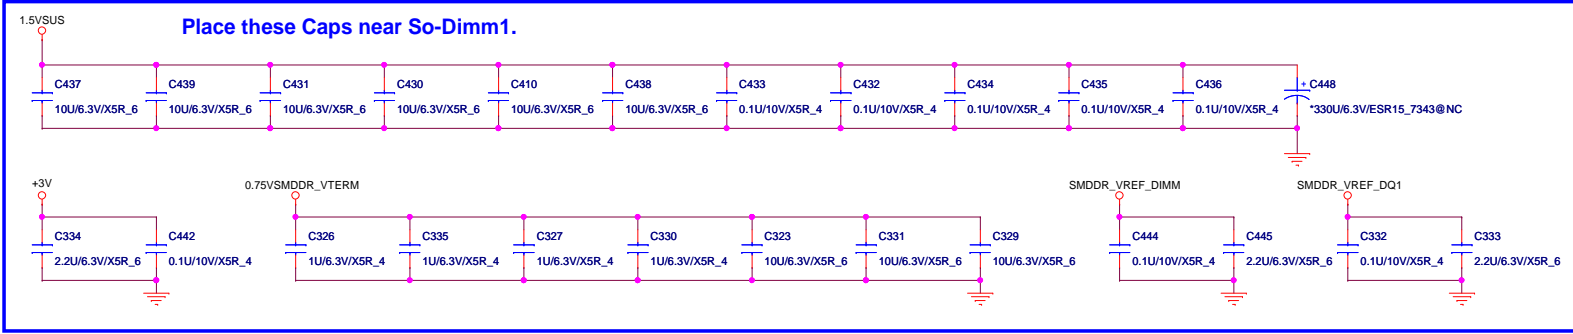 1.5VSUS
Place these Caps near So-Dimm1.
C437 C439 C431 C430 C410 C438 C433 C432 C434 C435 C436 + C448
10U/6.3V/X5R_6 10U/6.3V/X5R_6 10U/6.3V/X5R_6 10U/6.3V/X5R_6 10U/6.3V/X5R_6 10U/6.3V/X5R_6 0.1U/10V/X5R_4 0.1U/10V/X5R_4 0.1U/10V/X5R_4 0.1U/10V/X5R_4 0.1U/10V/X5R_4 *330U/6.3V/ESR15_7343@NC
+3V 0.75VSMDDR_VTERM SMDDR_VREF_DIMM SMDDR_VREF_DQ1
C334 C442 C326 C335 C327 C330 C323 C331 C329 C444 C445 C332 C333
2.2U/6.3V/X5R_6 0.1U/10V/X5R_4 1U/6.3V/X5R_4 1U/6.3V/X5R_4 1U/6.3V/X5R_4 1U/6.3V/X5R_4 10U/6.3V/X5R_6 10U/6.3V/X5R_6 10U/6.3V/X5R_6 0.1U/10V/X5R_4 2.2U/6.3V/X5R_6 0.1U/10V/X5R_4 2.2U/6.3V/X5R_6